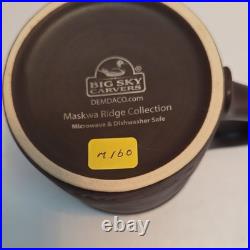 BIG SKY
CARVERS
DEMDACO.com
Maskwa Ridge Collection
Microwave & Dishwasher Safe
M160